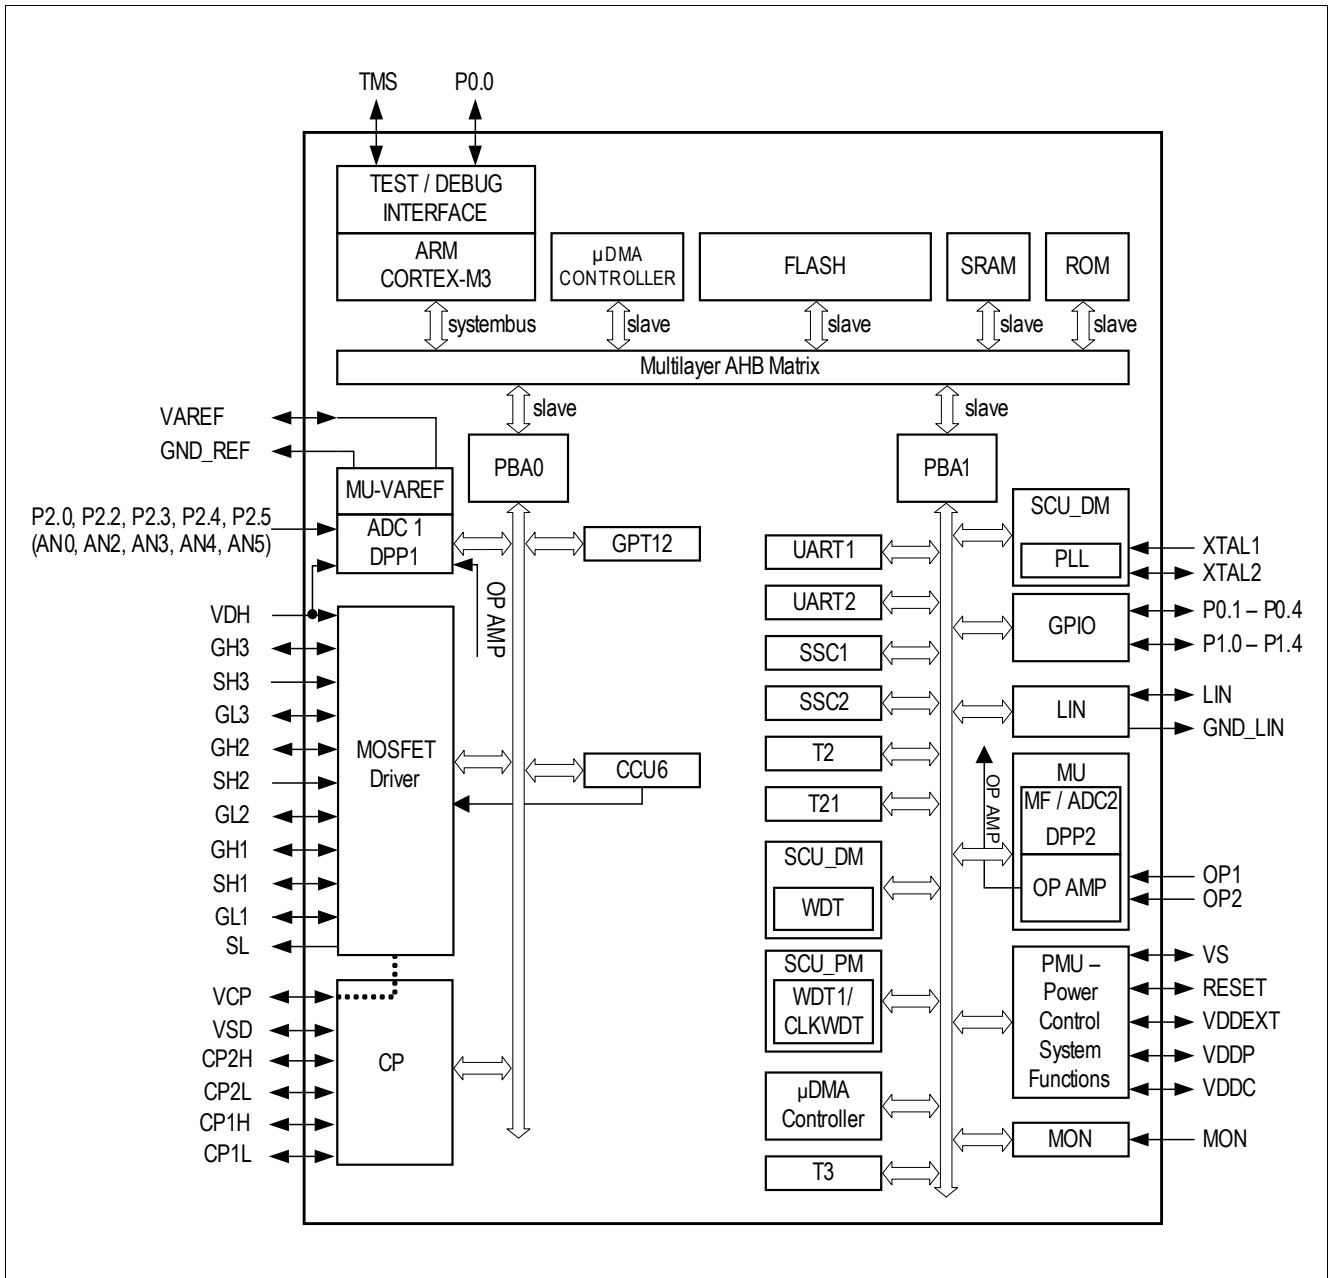 TMS
P0.0
TEST / DEBUG
INTERFACE
ARM
CORTEX-M3
µDMA
CONTROLLER
FLASH
SRAM
ROM
systembus
slave
slave
slave
slave
Multilayer AHB Matrix
slave
slave
VAREF
GND_REF
PBA0
PBA1
MU-VAREF
ADC 1
DPP1
P2.0, P2.2, P2.3, P2.4, P2.5
(AN0, AN2, AN3, AN4, AN5)
GPT12
OP AMP
VDH
GH3
SH3
GL3
GH2
SH2
GL2
GH1
SH1
GL1
SL
MOSFET
Driver
CCU6
VCP
VSD
CP2H
CP2L
CP1H
CP1L
CP
UART1
UART2
SSC1
SSC2
T2
T21
SCU_DM
WDT
SCU_PM
WDT1/
CLKWDT
µDMA
Controller
T3
SCU_DM
PLL
XTAL1
XTAL2
GPIO
P0.1 – P0.4
P1.0 – P1.4
LIN
LIN
GND_LIN
OP AMP
MU
MF / ADC2
DPP2
OP AMP
OP1
OP2
PMU –
Power
Control
System
Functions
VS
RESET
VDDEXT
VDDP
VDDC
MON
MON